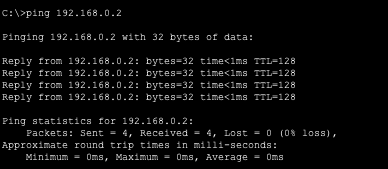 C:\>ping 192.168.0.2
Pinging 192.168.0.2 with 32 bytes of data:
Reply from 192.168.0.2: bytes=32 time<1ms TTL=128
Reply from 192.168.0.2: bytes=32 time<1ms TTL=128
Reply from 192.168.0.2: bytes=32 time<1ms TTL=128
Reply from 192.168.0.2: bytes=32 time<1ms TTL=128
Ping statistics for 192.168.0.2:
    Packets: Sent = 4, Received = 4, Lost = 0 (0% loss),
Approximate round trip times in milli-seconds:
    Minimum = 0ms, Maximum = 0ms, Average = 0ms